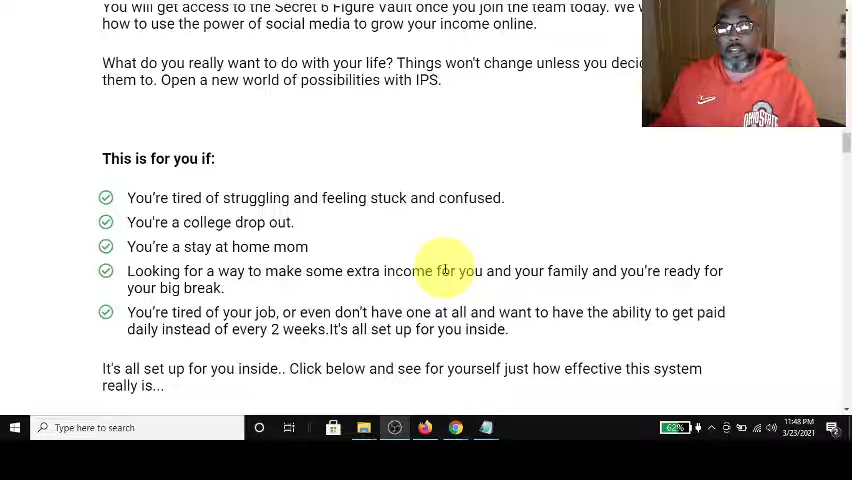 You will get access to the Secret 6 Figure Vault once you join the team today. We
how to use the power of social media to grow your income online.
What do you really want to do with your life? Things won't change unless you
them to. Open a new world of possibilities with IPS.
This is for you if:
You're tired of struggling and feeling stuck and confused.
You're a college drop out.
You're a stay at home mom
Looking for a way to make some extra income for you and your family and you're ready for
your big break.
You're tired of your job, or even don't have one at all and want to have the ability to get paid
daily instead of every 2 weeks.It's all set up for you inside.
It's all set up for you inside.. Click below and see for yourself just how effective this system
really is...
OHIO STATE
Type here to search
62%
11:48 PM
3/23/2021
2